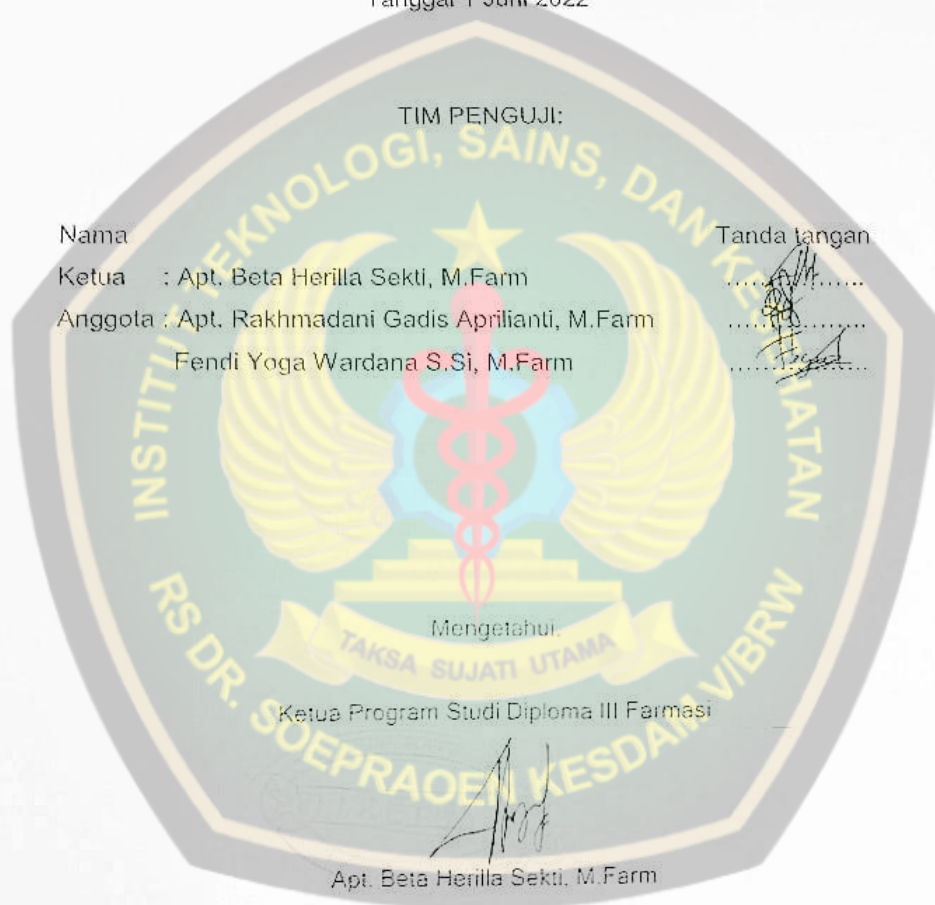 Tanggal 1 Juni 2022
TIM PENGUJI:
INSTITUT TEKNOLOGI, SAINS, DAN KESEHATAN
Nama Tanda tangan
Ketua : Apt. Beta Herilla Sekti, M.Farm ..............
Anggota : Apt. Rakhmadani Gadis Aprilianti, M.Farm ..............
Fendi Yoga Wardana S.Si, M.Farm ..............
Mengetahui,
TAKSA SUJATI UTAMA
Ketua Program Studi Diploma III Farmasi
RS DR. SOEPRAOEN KESDAM V/BRW
Apt. Beta Herilla Sekti, M.Farm